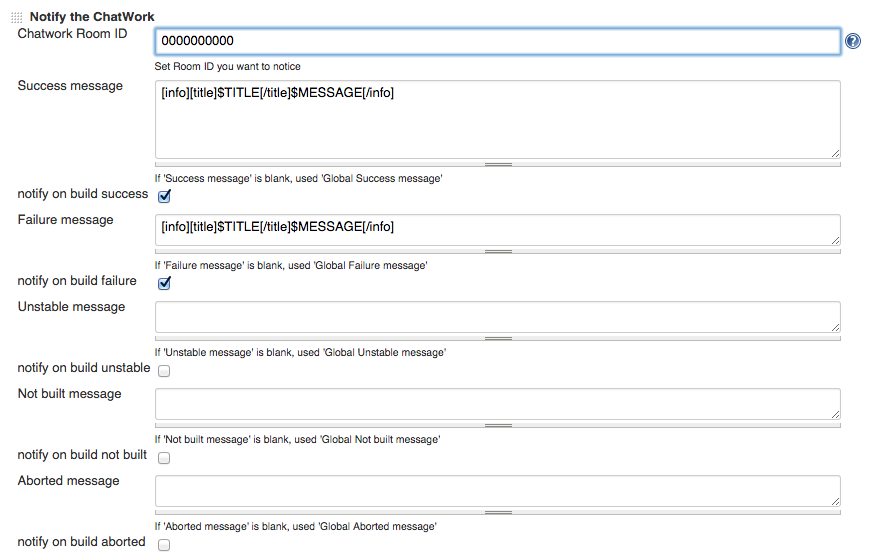 Notify the ChatWork
Chatwork Room ID
0000000000
?
Set Room ID you want to notice
Success message
[info][title]$TITLE[/title]$MESSAGE[/info]
If 'Success message' is blank, used 'Global Success message'
notify on build success
Failure message
[info][title]$TITLE[/title]$MESSAGE[/info]
If 'Failure message' is blank, used 'Global Failure message'
notify on build failure
Unstable message
If 'Unstable message' is blank, used 'Global Unstable message'
notify on build unstable
Not built message
If 'Not built message' is blank, used 'Global Not built message'
notify on build not built
Aborted message
If 'Aborted message' is blank, used 'Global Aborted message'
notify on build aborted